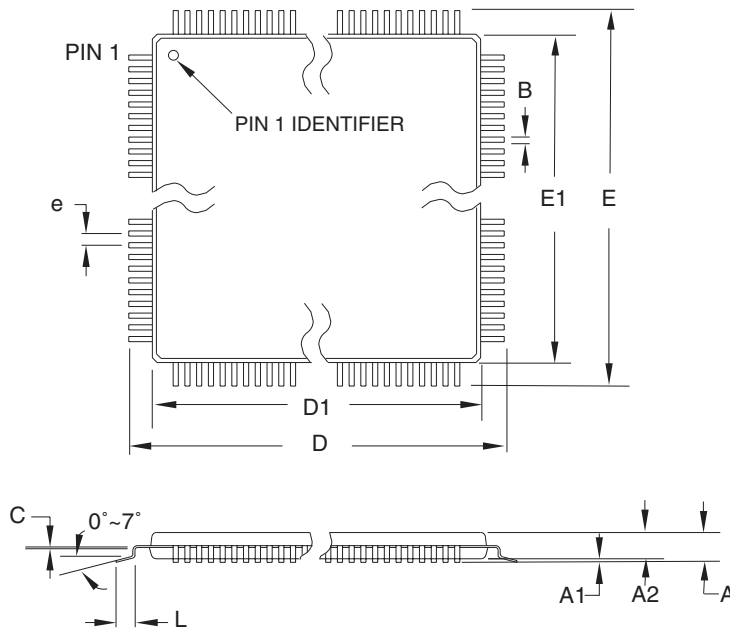 PIN 1
PIN 1 IDENTIFIER
B
e
E1
E
D1
D
C
0˚~7˚
L
A1
A2
A